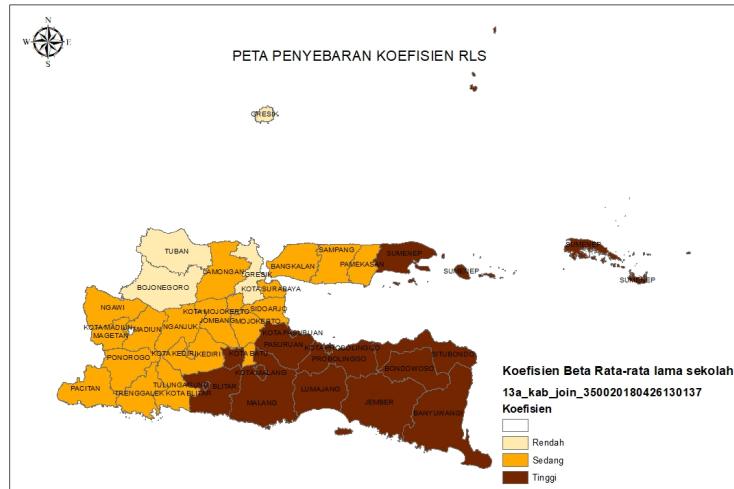 N
W E
S
PETA PENYEBARAN KOEFISIEN RLS
GRESIK
TUBAN
LAMONGAN
GRESIK
BOJONEGORO
BANGKALAN
SAMPANG
PAMEKASAN
SUMENEP
SUMENEP
SUMENEP
SUMENEP
KOTA SURABAYA
NGAWI
KOTA MOJOKERTO
SIDOARJO
KOTA MADIUN
MADIUN
NGANJUK
JOMBANG
MOJOKERTO
MAGETAN
KOTA PASURUAN
PASURUAN
PONOROGO
KOTA KEDIRI
KEDIRI
KOTA BATU
KOTA PROBOLINGGO
PROBOLINGGO
SITUBONDO
BONDOWOSO
PACITAN
TRENGGALEK
TULUNGAGUNG
KOTA BLITAR
BLITAR
KOTA MALANG
MALANG
LUMAJANG
JEMBER
BANYUWANGI
Koefisien Beta Rata-rata lama sekolah
13a_kab_join_350020180426130137
Koefisien
Rendah
Sedang
Tinggi